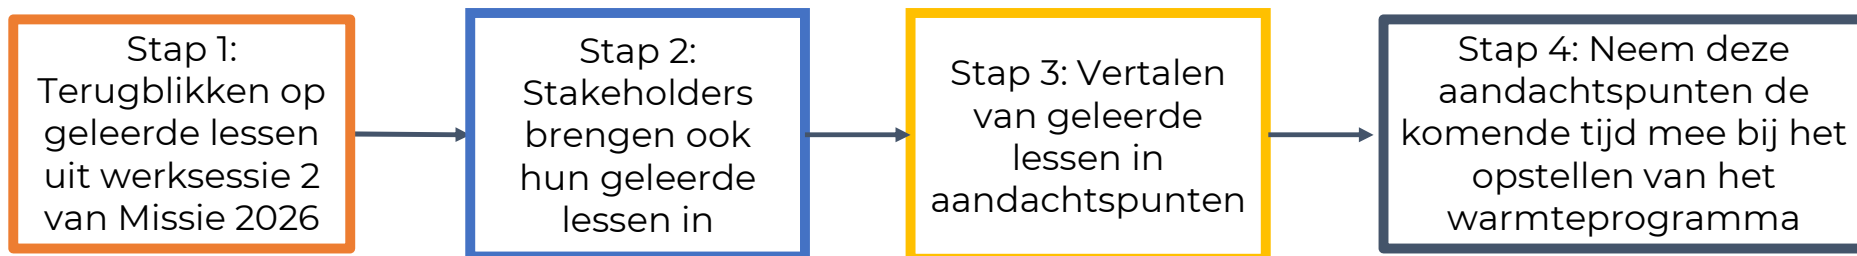 Stap 1:
Terugblikken op
geleerde lessen
uit werksessie 2
van Missie 2026
Stap 2:
Stakeholders
brengen ook
hun geleerde
lessen in
Stap 3: Vertalen
van geleerde
lessen in
aandachtspunten
Stap 4: Neem deze
aandachtspunten de
komende tijd mee bij het
opstellen van het
warmteprogramma